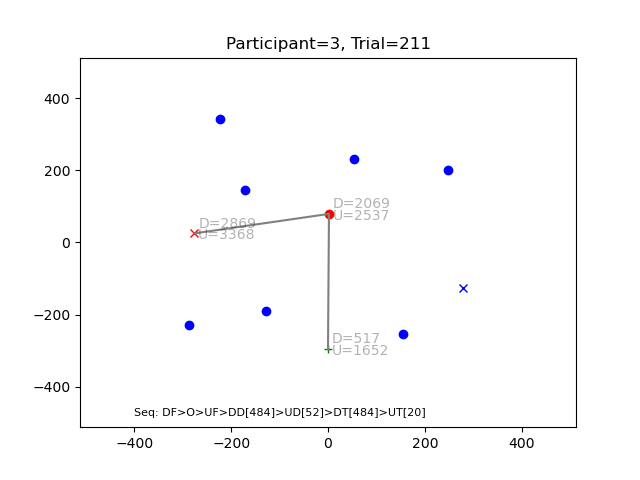 Participant=3, Trial=211
400
200
0
−200
−400
D=2069
U=2537
D=2869
U=3368
D=517
U=1652
Seq: DF>O>UF>DD[484]>UD[52]>DT[484]>UT[20]
−400 −200 0 200 400